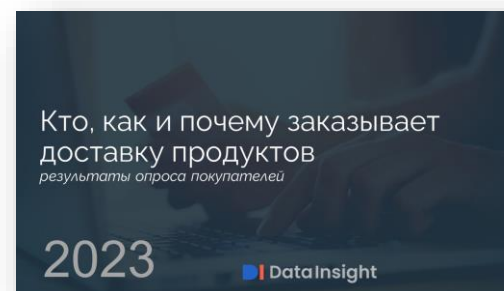 Кто, как и почему заказывает
доставку продуктов
результаты опроса покупателей
2023
DataInsight